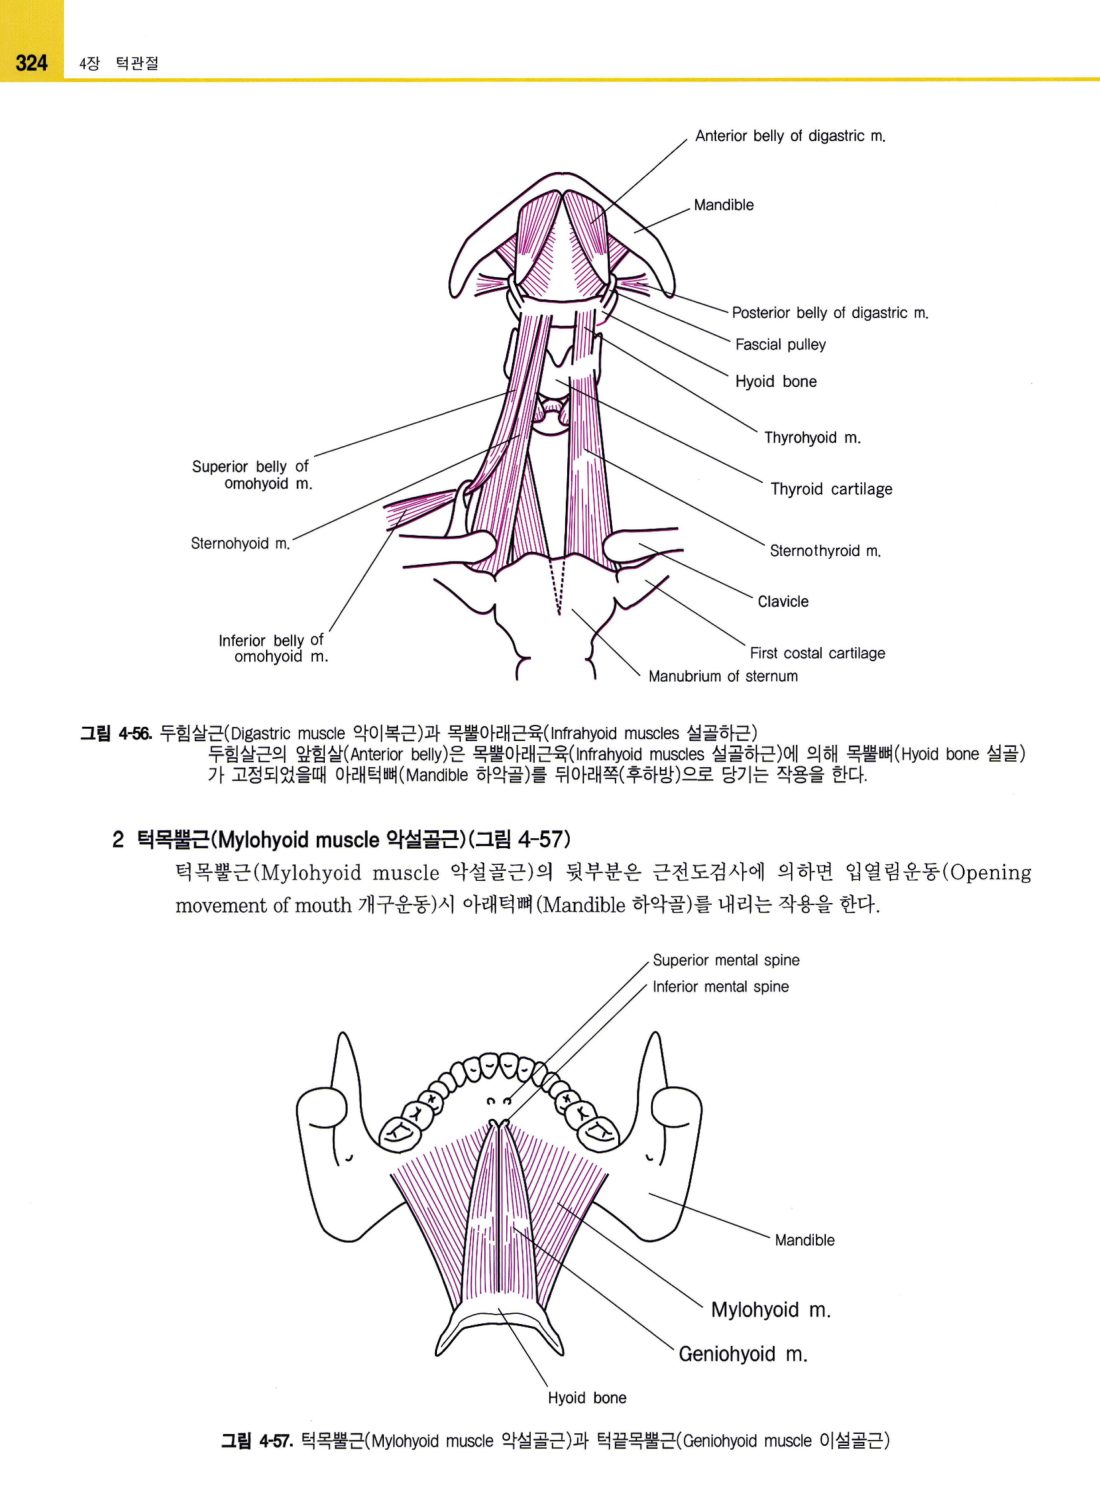 324 4장 턱관절
Anterior belly of digastric m.
Mandible
Posterior belly of digastric m.
Fascial pulley
Hyoid bone
Thyrohyoid m.
Superior belly of
omohyoid m.
Thyroid cartilage
Sternohyoid m.
Sternothyroid m.
Clavicle
Inferior belly of
omohyoid m.
First costal cartilage
Manubrium of sternum
그림 4-56. 두힘살근(Digastric muscle 악이복근)과 목뿔아래근육(Infrahyoid muscles 설골하근)
두힘살근의 앞힘살(Anterior belly)은 목뿔아래근육(Infrahyoid muscles 설골하근)에 의해 목뿔뼈(Hyoid bone 설골)
가 고정되었을때 아래턱뼈(Mandible 하악골)를 뒤아래쪽(후하방)으로 당기는 작용을 한다.
2 턱목뿔근(Mylohyoid muscle 악설골근)(그림 4-57)
턱목뿔근(Mylohyoid muscle 악설골근)의 뒷부분은 근전도검사에 의하면 입열림운동(Opening
movement of mouth 개구운동)시 아래턱뼈(Mandible 하악골)를 내리는 작용을 한다.
Superior mental spine
Inferior mental spine
Mandible
Mylohyoid m.
Geniohyoid m.
Hyoid bone
그림 4-57. 턱목뿔근(Mylohyoid muscle 악설골근)과 턱끝목뿔근(Geniohyoid muscle 이설골근)